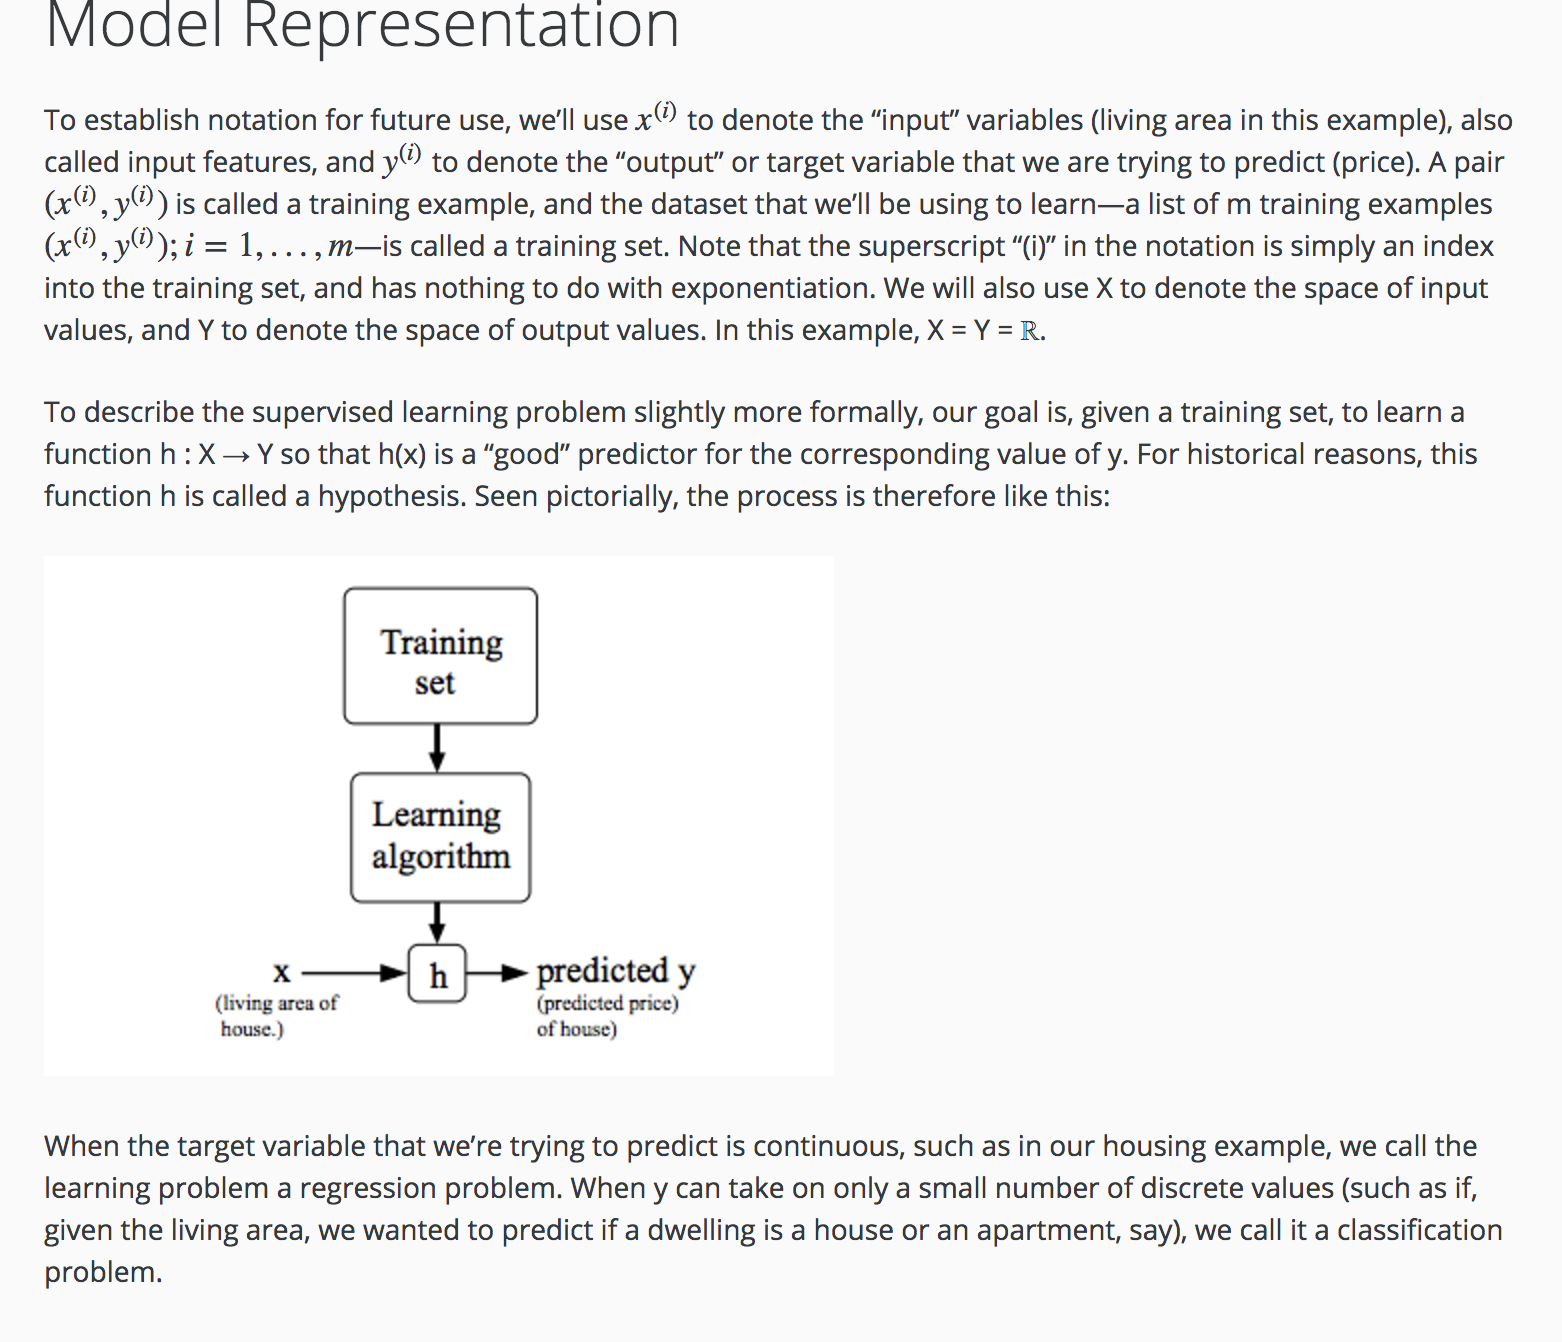 Model Representation
To establish notation for future use, we'll use x⁽ⁱ⁾ to denote the “input” variables (living area in this example), also
called input features, and y⁽ⁱ⁾ to denote the “output” or target variable that we are trying to predict (price). A pair
(x⁽ⁱ⁾, y⁽ⁱ⁾) is called a training example, and the dataset that we'll be using to learn—a list of m training examples
(x⁽ⁱ⁾, y⁽ⁱ⁾); i = 1, . . . , m—is called a training set. Note that the superscript “(i)” in the notation is simply an index
into the training set, and has nothing to do with exponentiation. We will also use X to denote the space of input
values, and Y to denote the space of output values. In this example, X = Y = ℝ.
To describe the supervised learning problem slightly more formally, our goal is, given a training set, to learn a
function h : X → Y so that h(x) is a “good” predictor for the corresponding value of y. For historical reasons, this
function h is called a hypothesis. Seen pictorially, the process is therefore like this:
Training
set
Learning
algorithm
x h predicted y
(living area of (predicted price)
house.) of house)
When the target variable that we're trying to predict is continuous, such as in our housing example, we call the
learning problem a regression problem. When y can take on only a small number of discrete values (such as if,
given the living area, we wanted to predict if a dwelling is a house or an apartment, say), we call it a classification
problem.